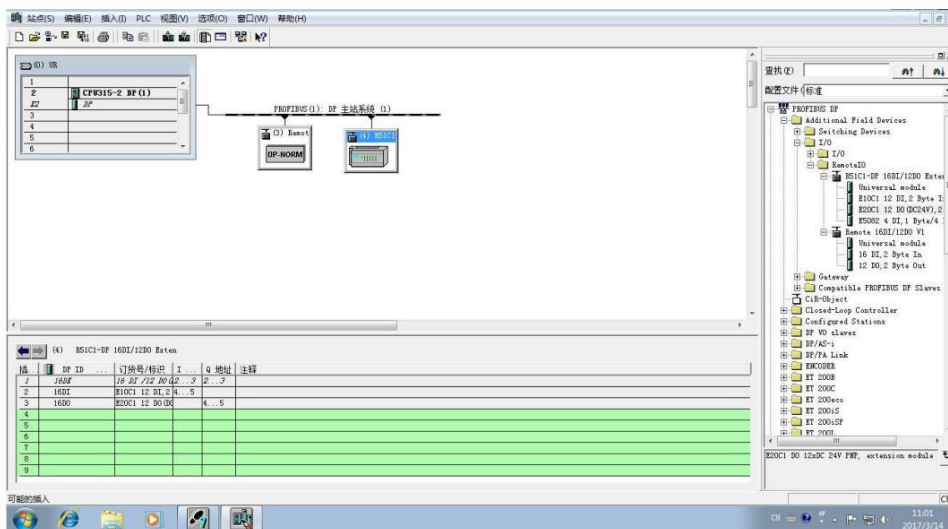 站点(S) 编辑(E) 插入(I) PLC 视图(V) 选项(O) 窗口(W) 帮助(H)
(0) UR
1
2 CPU315-2 DP(1)
X2 DP
3
4
5
6
PROFIBUS(1): DP 主站系统 (1)
(3) Remot
DP-NORM
(4) B51C1
查找(F)
配置文件(标准
PROFIBUS DP
Additional Field Devices
Switching Devices
I/O
I/O
RemoteIO
B51C1-DP 16DI/12DO Exten
Universal module
E10C1 12 DI,2 Byte I
E20C1 12 DO(DC24V),2
E5082 4 DI,1 Byte/4
Remote 16DI/12DO V1
Universal module
16 DI,2 Byte In
12 DO,2 Byte Out
Gateway
Compatible PROFIBUS DP Slaves
CiR-Object
Closed-Loop Controller
Configured Stations
DP V0 slaves
DP/AS-i
DP/PA Link
ENCODER
ET 200B
ET 200C
ET 200eco
ET 200iS
ET 200iSP
ET 200L
E20C1 DO 12xDC 24V PNP, extension module
(4) B51C1-DP 16DI/12DO Exten
插... DP ID ... 订货号/标识 I ... Q 地址 注释
1 16DX 16 DI /12 DO 2...3 2...3
2 16DI E10C1 12 DI,2 4...5
3 16DO E20C1 12 DO(DC 4...5
4
5
6
7
8
9
可能的插入
CH
11:01
2017/3/24